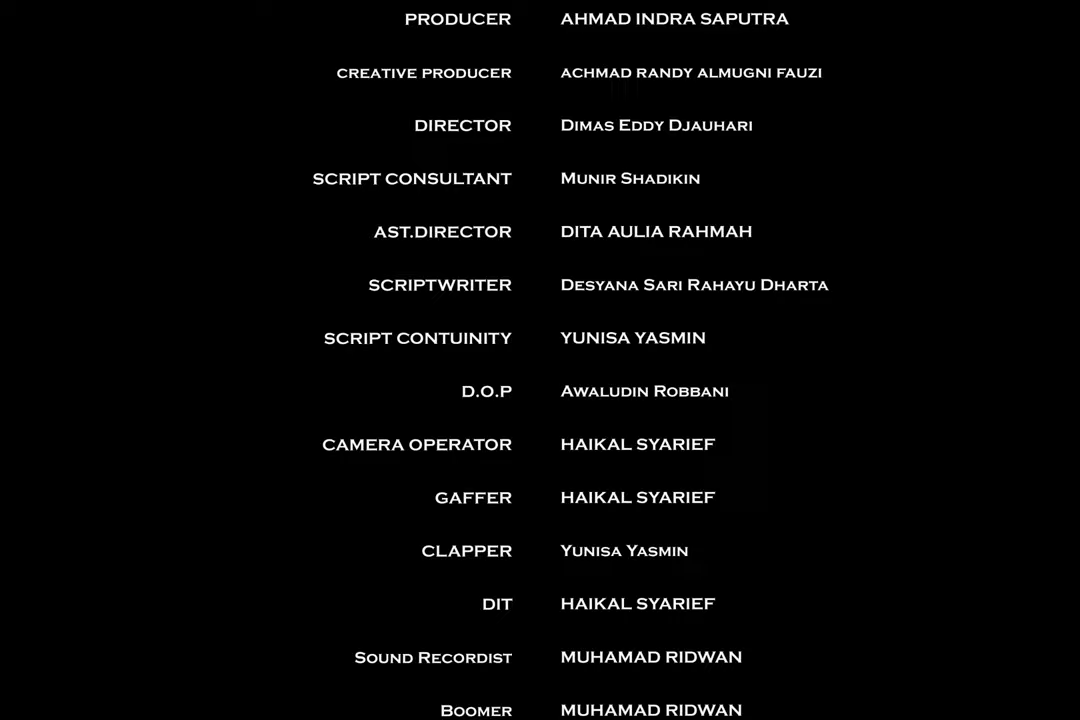 PRODUCER AHMAD INDRA SAPUTRA
CREATIVE PRODUCER ACHMAD RANDY ALMUGNI FAUZI
DIRECTOR Dimas Eddy Djauhari
SCRIPT CONSULTANT Munir Shadikin
AST.DIRECTOR DITA AULIA RAHMAH
SCRIPTWRITER Desyana Sari Rahayu Dharta
SCRIPT CONTUINITY YUNISA YASMIN
D.O.P Awaludin Robbani
CAMERA OPERATOR HAIKAL SYARIEF
GAFFER HAIKAL SYARIEF
CLAPPER Yunisa Yasmin
DIT HAIKAL SYARIEF
Sound Recordist MUHAMAD RIDWAN
Boomer MUHAMAD RIDWAN